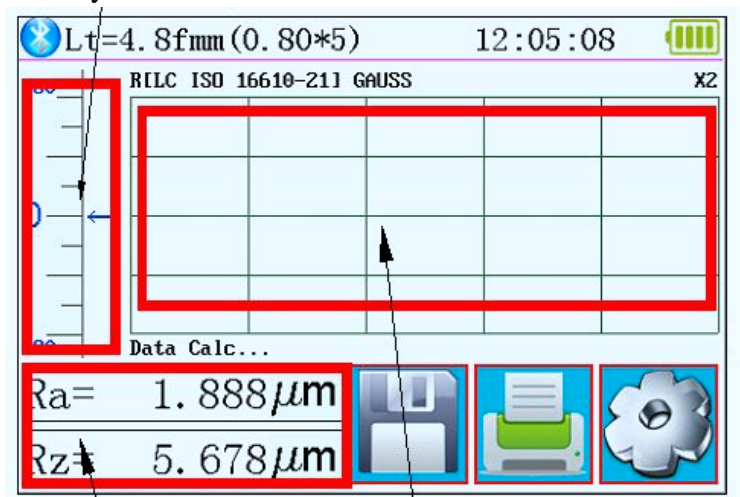 Lt=4.8fmm(0.80*5) 12:05:08
R[LC ISO 16610-21] GAUSS X2
Data Calc...
Ra= 1.888μm
Rz= 5.678μm